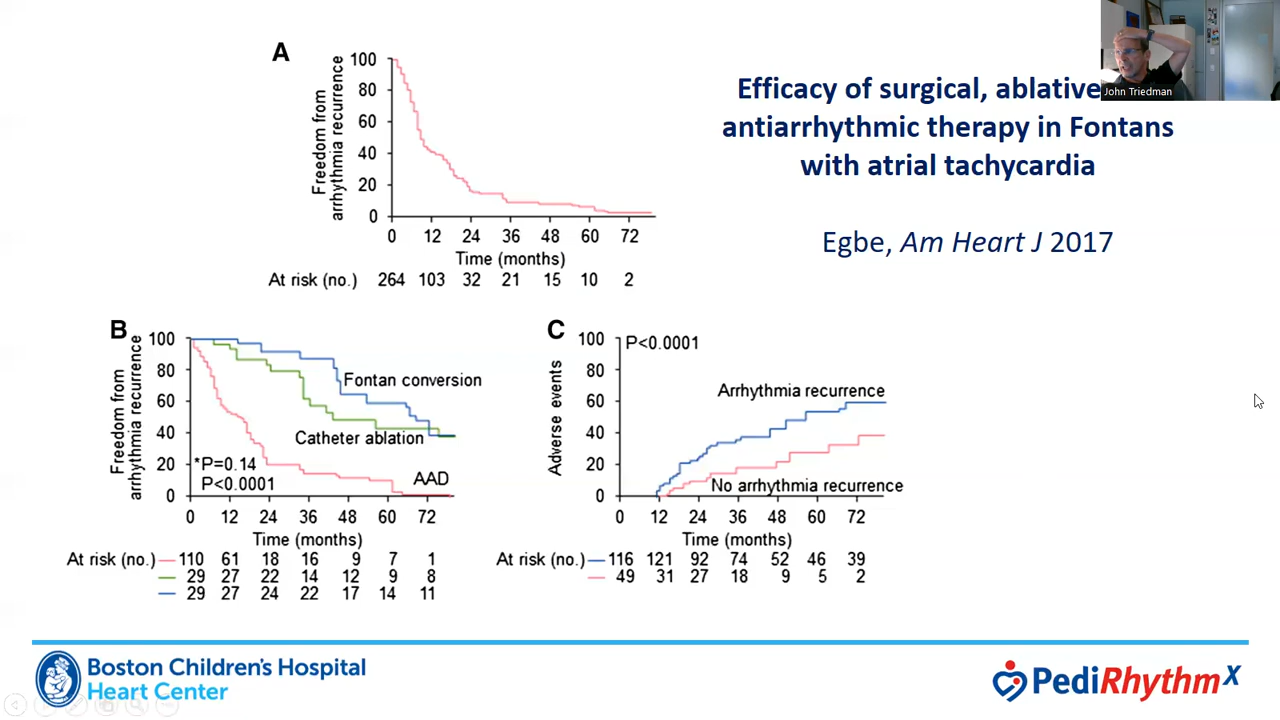 John Triedman
Efficacy of surgical, ablative
antiarrhythmic therapy in Fontans
with atrial tachycardia
Egbe, Am Heart J 2017
A
Freedom from
arrhythmia recurrence
100
80
60
40
20
0
0 12 24 36 48 60 72
Time (months)
At risk (no.) 264 103 32 21 15 10 2
B
Freedom from
arrhythmia recurrence
100
80
60
40
20
0
Fontan conversion
Catheter ablation
AAD
*P=0.14
P<0.0001
0 12 24 36 48 60 72
Time (months)
At risk (no.) 110 61 18 16 9 7 1
29 27 22 14 12 9 8
29 27 24 22 17 14 11
C
Adverse events
100
80
60
40
20
0
P<0.0001
Arrhythmia recurrence
No arrhythmia recurrence
0 12 24 36 48 60 72
Time (months)
At risk (no.) 116 121 92 74 52 46 39
49 31 27 18 9 5 2
Boston Children's Hospital
Heart Center
PediRhythm X